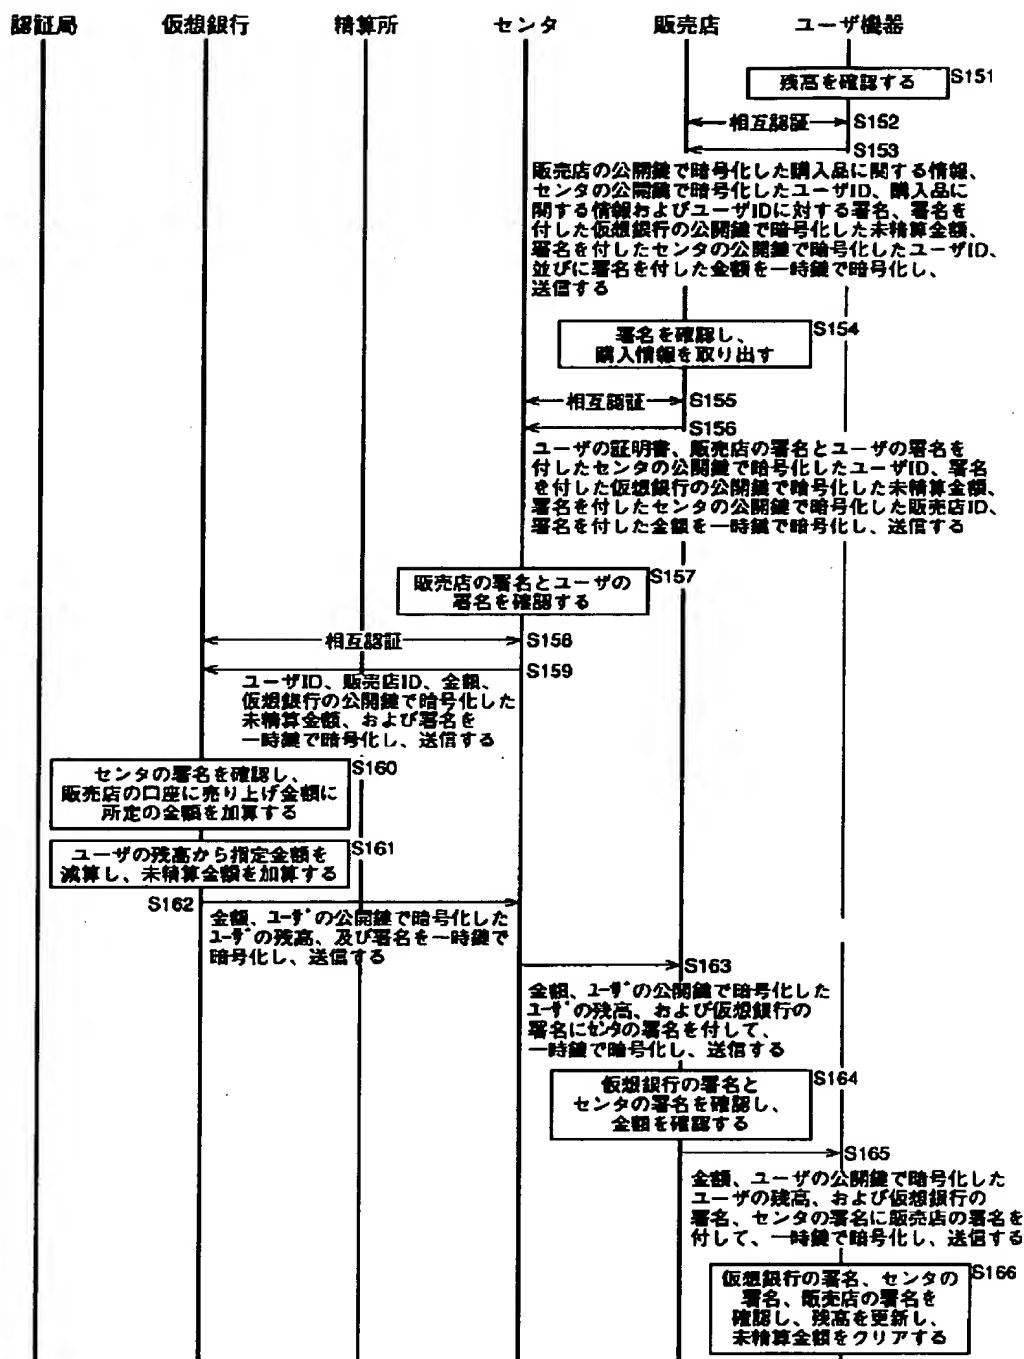 認証局 仮想銀行 精算所 センタ 販売店 ユーザ機器
残高を確認する S151
相互認証 S152
S153
販売店の公開鍵で暗号化した購入品に関する情報、
センタの公開鍵で暗号化したユーザID、購入品に
関する情報およびユーザIDに対する署名、署名を
付した仮想銀行の公開鍵で暗号化した未精算金額、
署名を付したセンタの公開鍵で暗号化したユーザID、
並びに署名を付した金額を一時鍵で暗号化し、
送信する
署名を確認し、 S154
購入情報を取り出す
相互認証 S155
S156
ユーザの証明書、販売店の署名とユーザの署名を
付したセンタの公開鍵で暗号化したユーザID、署名
を付した仮想銀行の公開鍵で暗号化した未精算金額、
署名を付したセンタの公開鍵で暗号化した販売店ID、
署名を付した金額を一時鍵で暗号化し、送信する
販売店の署名とユーザの S157
署名を確認する
相互認証 S158
S159
ユーザID、販売店ID、金額、
仮想銀行の公開鍵で暗号化した
未精算金額、および署名を
一時鍵で暗号化し、送信する
センタの署名を確認し、 S160
販売店の口座に売り上げ金額に
所定の金額を加算する
ユーザの残高から指定金額を S161
減算し、未精算金額を加算する
S162
金額、ユーザの公開鍵で暗号化した
ユーザの残高、及び署名を一時鍵で
暗号化し、送信する
S163
金額、ユーザの公開鍵で暗号化した
ユーザの残高、および仮想銀行の
署名にセンタの署名を付して、
一時鍵で暗号化し、送信する
仮想銀行の署名と S164
センタの署名を確認し、
金額を確認する
S165
金額、ユーザの公開鍵で暗号化した
ユーザの残高、および仮想銀行の
署名、センタの署名に販売店の署名を
付して、一時鍵で暗号化し、送信する
仮想銀行の署名、センタの S166
署名、販売店の署名を
確認し、残高を更新し、
未精算金額をクリアする